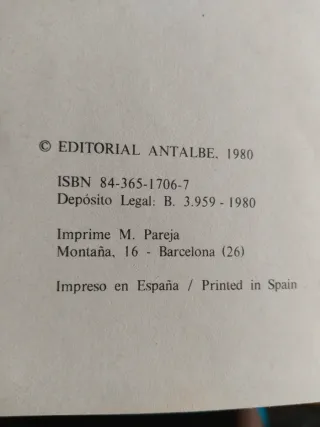 © EDITORIAL ANTALBE, 1980
ISBN 84-365-1706-7
Depósito Legal: B. 3.959 - 1980
Imprime M. Pareja
Montaña, 16 - Barcelona (26)
Impreso en España / Printed in Spain